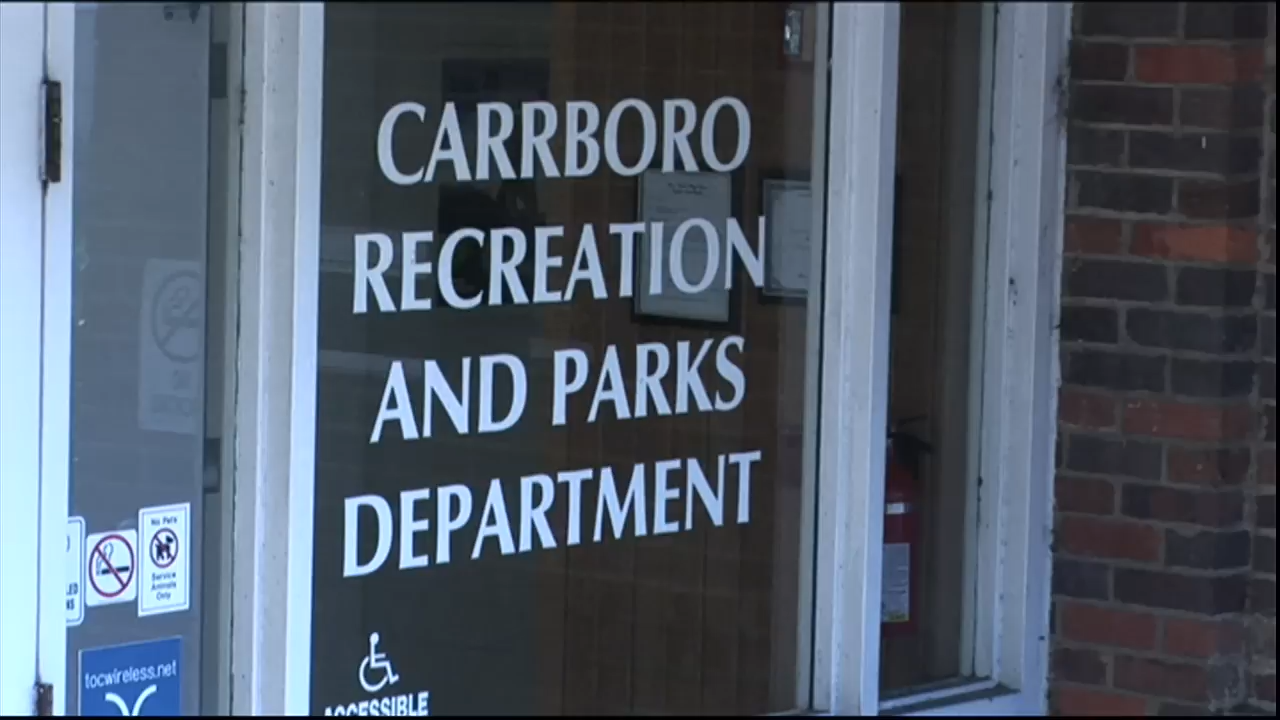 CARRBORO
RECREATION
AND PARKS
DEPARTMENT
No Pets
Service
Animals
Only
tocwireless.net
ACCESSIBLE